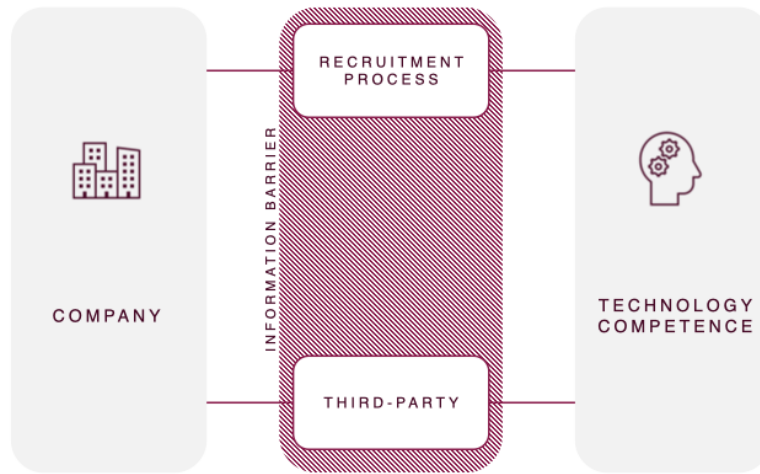 RECRUITMENT
PROCESS
INFORMATION BARRIER
COMPANY
TECHNOLOGY
COMPETENCE
THIRD-PARTY